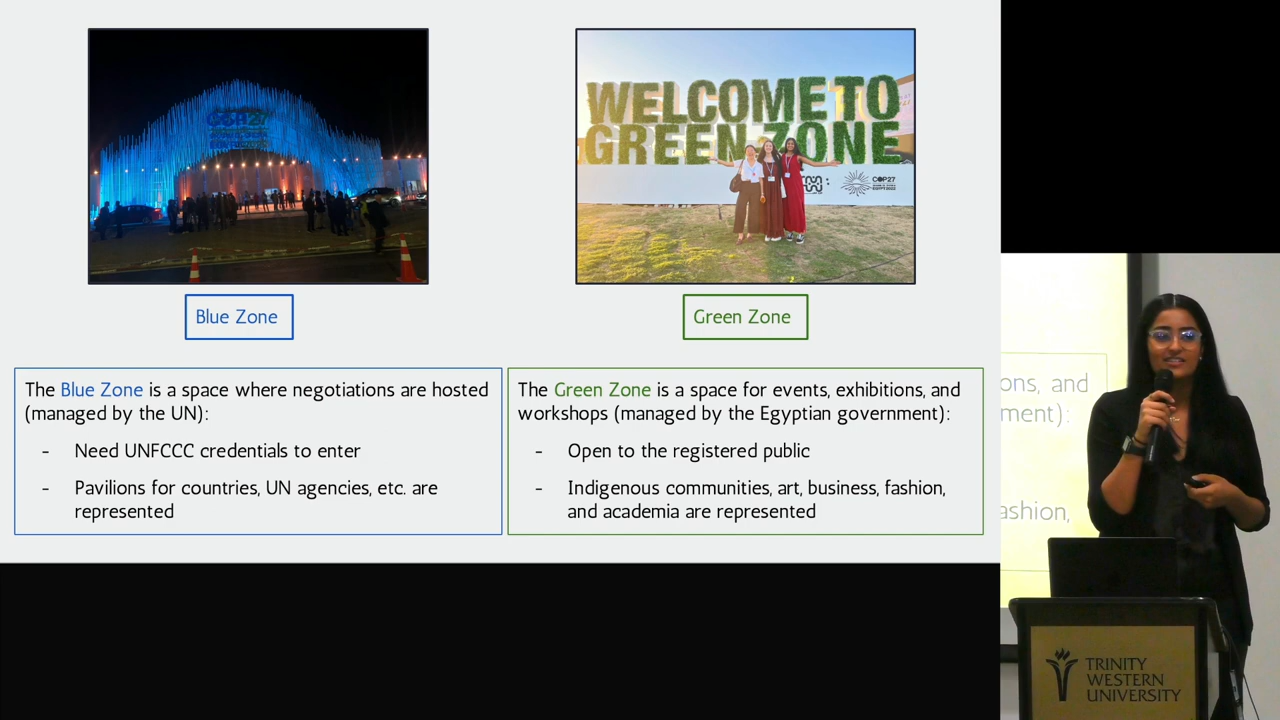 COP27
WELCOME TO
GREEN ZONE
COP27
EGYPT 2022
Blue Zone
Green Zone
The Blue Zone is a space where negotiations are hosted
(managed by the UN):
- Need UNFCCC credentials to enter
- Pavilions for countries, UN agencies, etc. are
represented
The Green Zone is a space for events, exhibitions, and
workshops (managed by the Egyptian government):
- Open to the registered public
- Indigenous communities, art, business, fashion,
and academia are represented
ons, and
ment):
ashion,
TRINITY
WESTERN
UNIVERSITY